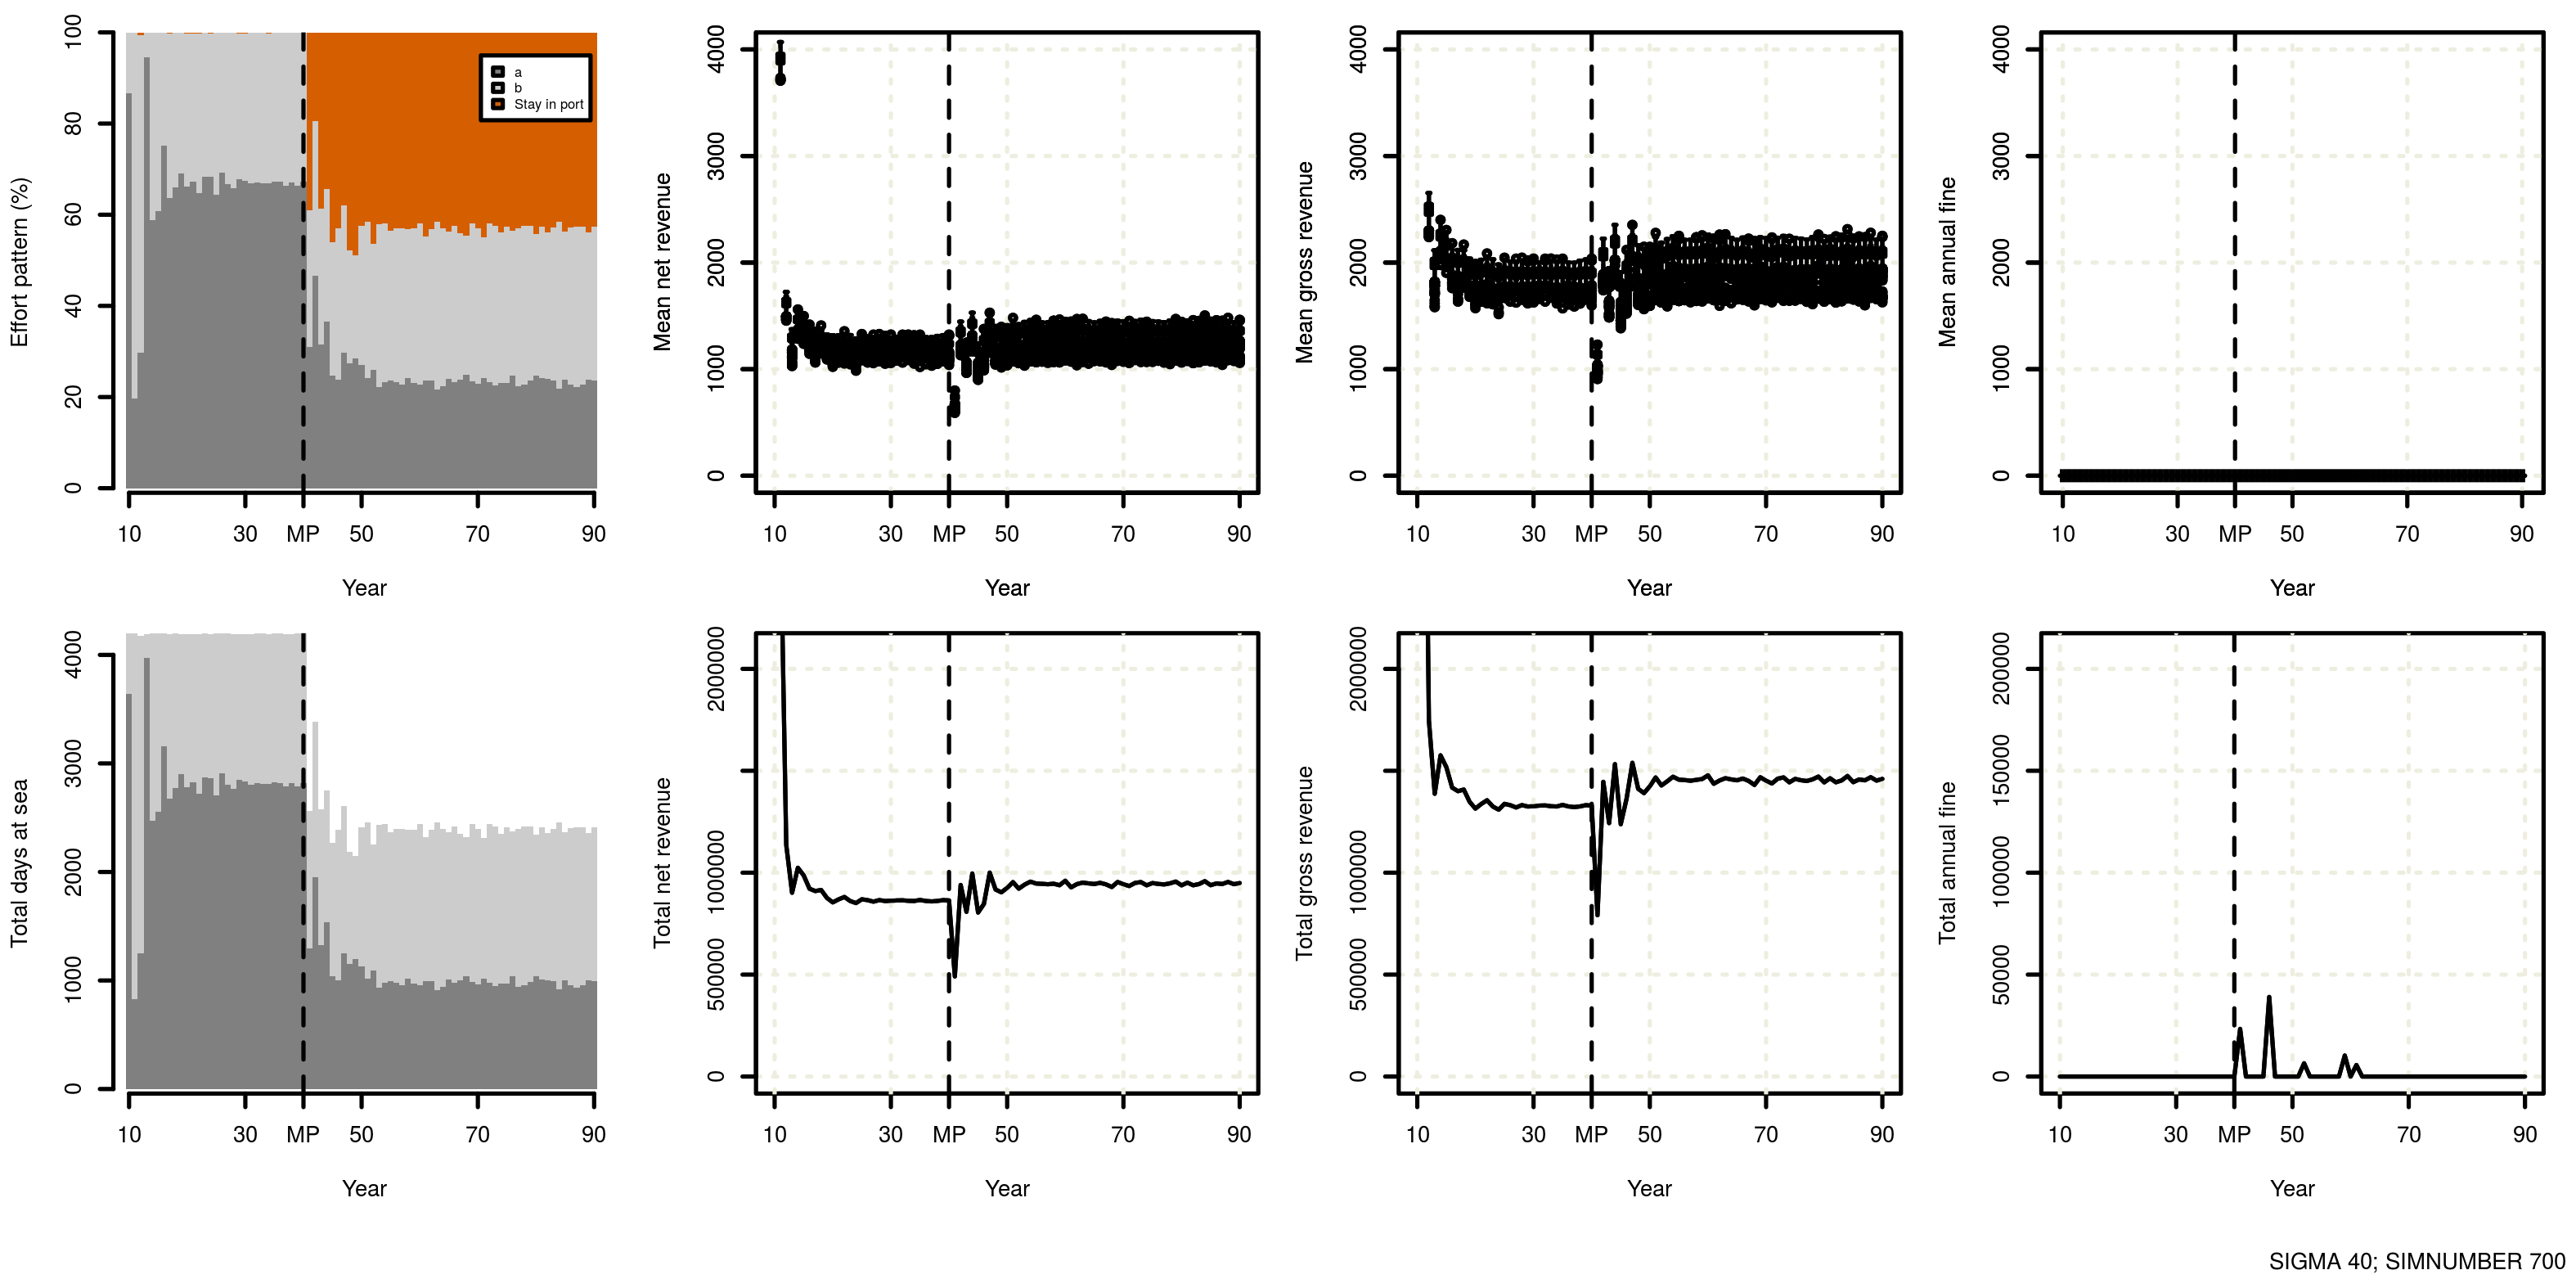 Effort pattern (%)
0 20 40 60 80 100
a
b
Stay in port
10 30 MP 50 70 90
Year
Mean net revenue
0 1000 2000 3000 4000
10 30 MP 50 70 90
Year
Mean gross revenue
0 1000 2000 3000 4000
10 30 MP 50 70 90
Year
Mean annual fine
0 1000 2000 3000 4000
10 30 MP 50 70 90
Year
Total days at sea
0 1000 2000 3000 4000
10 30 MP 50 70 90
Year
Total net revenue
0 500000 1000000 2000000
10 30 MP 50 70 90
Year
Total gross revenue
0 500000 1000000 2000000
10 30 MP 50 70 90
Year
Total annual fine
0 50000 100000 150000 200000
10 30 MP 50 70 90
Year
SIGMA 40; SIMNUMBER 700